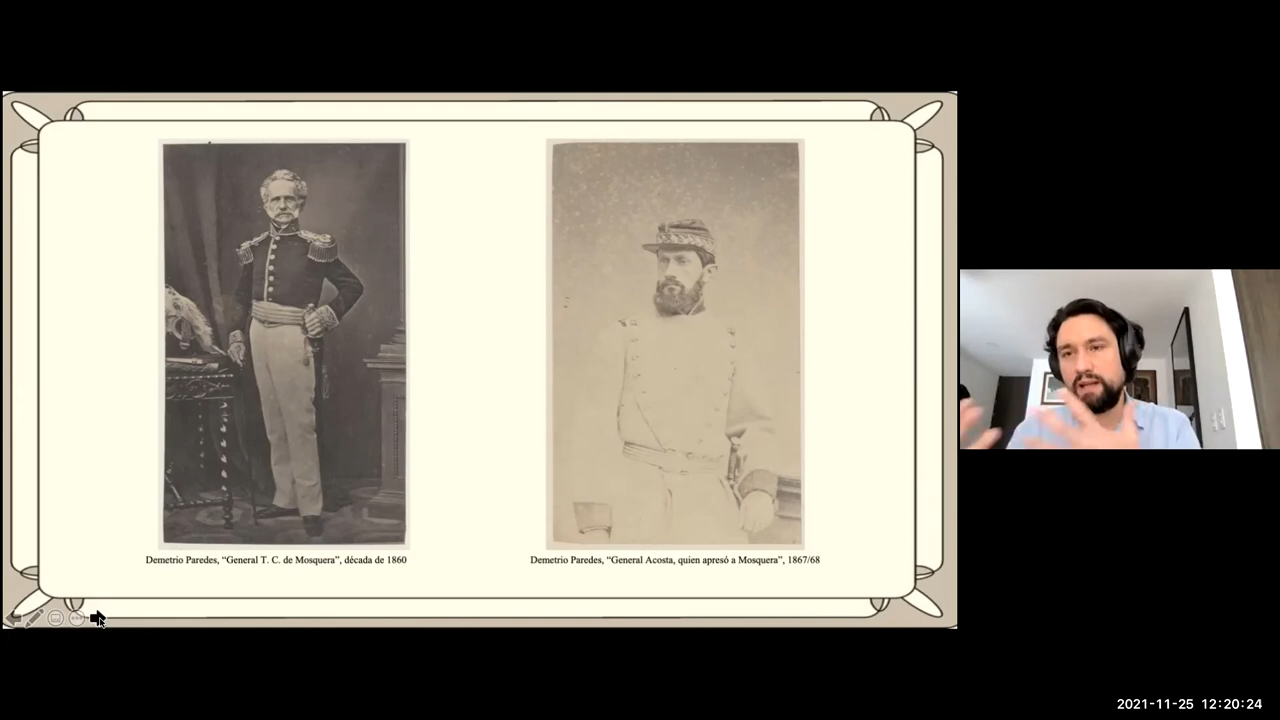 Demetrio Paredes, “General T. C. de Mosquera”, década de 1860
Demetrio Paredes, “General Acosta, quien apresó a Mosquera”, 1867/68
2021-11-25 12:20:24